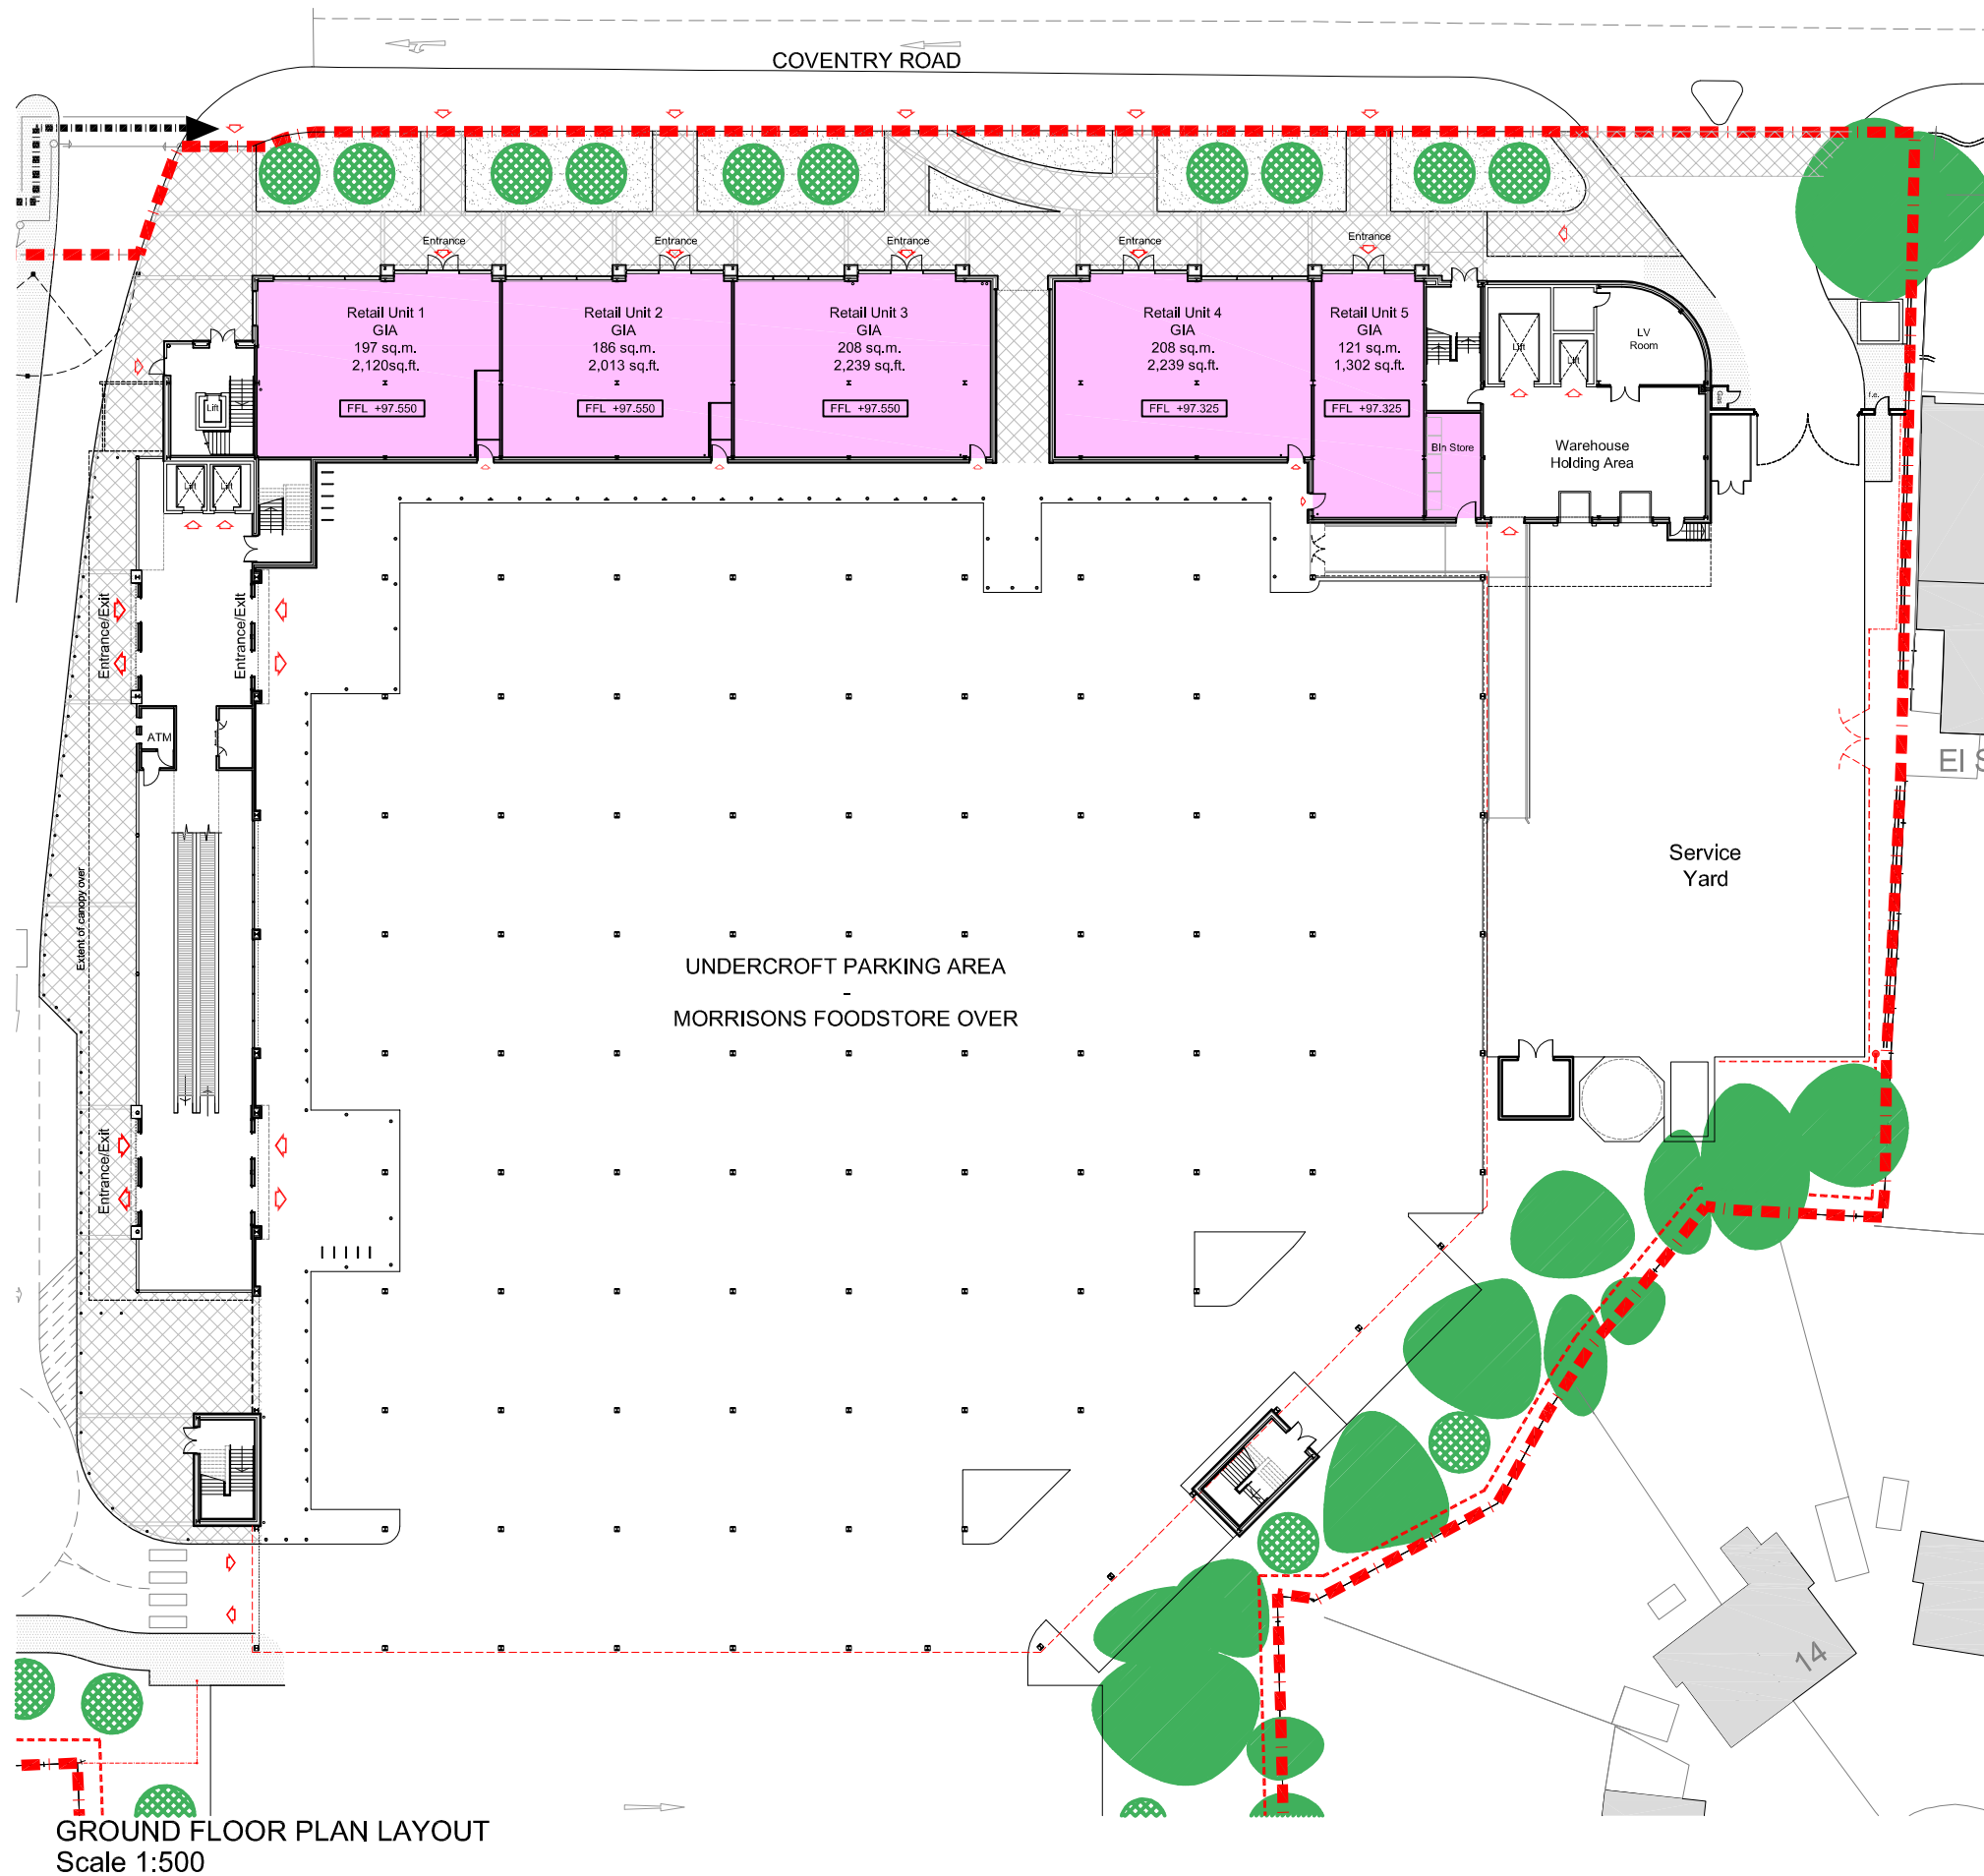 COVENTRY ROAD
Entrance
Entrance
Entrance
Entrance
Entrance
Retail Unit 1
GIA
197 sq.m.
2,120sq.ft.
FFL +97.550
Retail Unit 2
GIA
186 sq.m.
2,013 sq.ft.
FFL +97.550
Retail Unit 3
GIA
208 sq.m.
2,239 sq.ft.
FFL +97.550
Retail Unit 4
GIA
208 sq.m.
2,239 sq.ft.
FFL +97.325
Retail Unit 5
GIA
121 sq.m.
1,302 sq.ft.
FFL +97.325
Lift
Lift
LV
Room
Gas
f.e.
Lift
Bin Store
Warehouse
Holding Area
Lift
Lift
Entrance/Exit
Entrance/Exit
ATM
El S
Extent of canopy over
Service
Yard
UNDERCROFT PARKING AREA
-
MORRISONS FOODSTORE OVER
Entrance/Exit
14
GROUND FLOOR PLAN LAYOUT
Scale 1:500